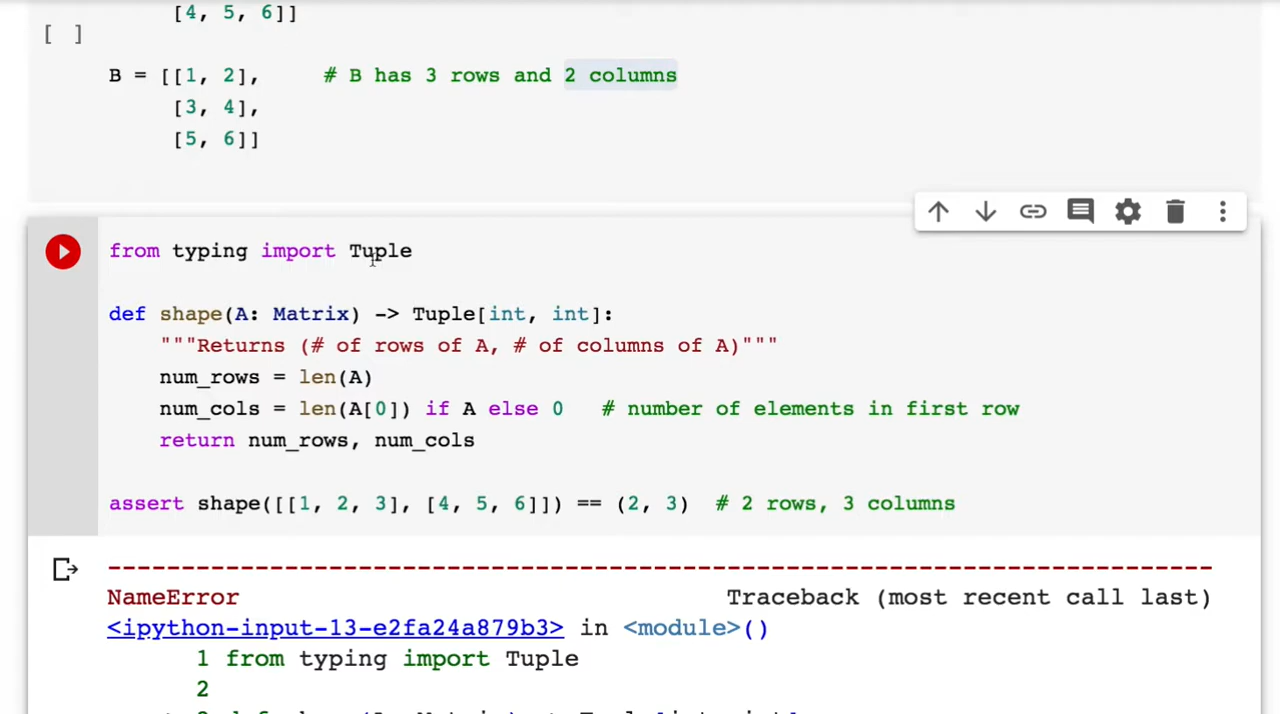 [4, 5, 6]]
[ ]
B = [[1, 2],     # B has 3 rows and 2 columns
[3, 4],
[5, 6]]
from typing import Tuple
def shape(A: Matrix) -> Tuple[int, int]:
"""Returns (# of rows of A, # of columns of A)"""
num_rows = len(A)
num_cols = len(A[0]) if A else 0   # number of elements in first row
return num_rows, num_cols
assert shape([[1, 2, 3], [4, 5, 6]]) == (2, 3)  # 2 rows, 3 columns
---------------------------------------------------------------------------
NameError                                 Traceback (most recent call last)
<ipython-input-13-e2fa24a879b3> in <module>()
1 from typing import Tuple
2